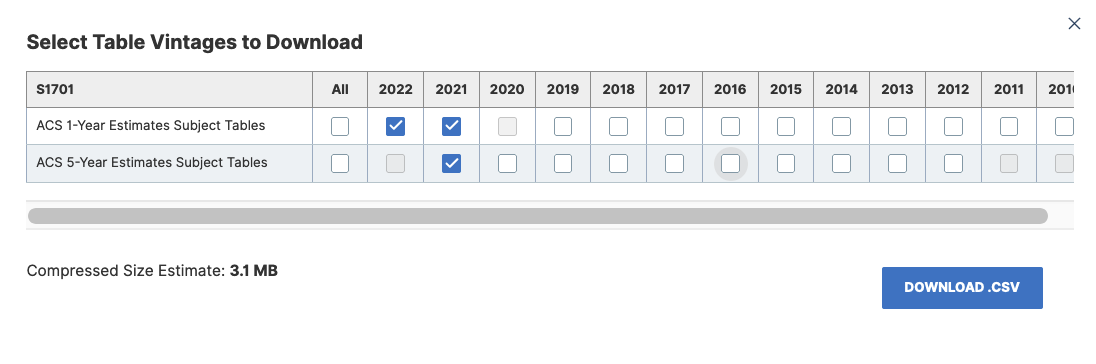 Select Table Vintages to Download
S1701 All 2022 2021 2020 2019 2018 2017 2016 2015 2014 2013 2012 2011
ACS 1-Year Estimates Subject Tables
ACS 5-Year Estimates Subject Tables
Compressed Size Estimate: 3.1 MB
DOWNLOAD .CSV